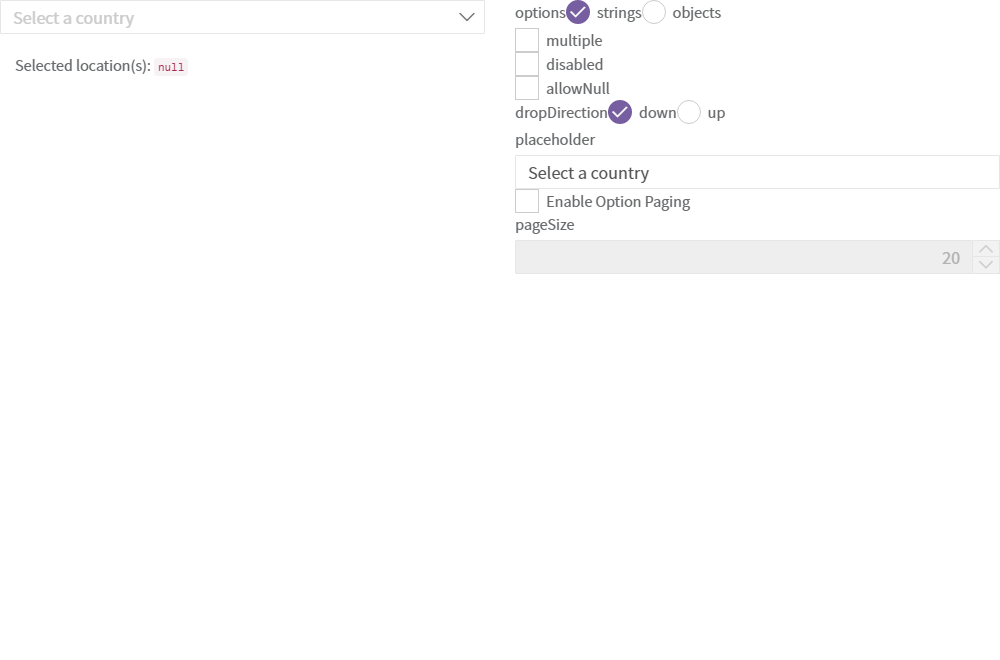 Select a country
Selected location(s): null
options strings objects
multiple
disabled
allowNull
dropDirection down up
placeholder
Select a country
Enable Option Paging
pageSize
20